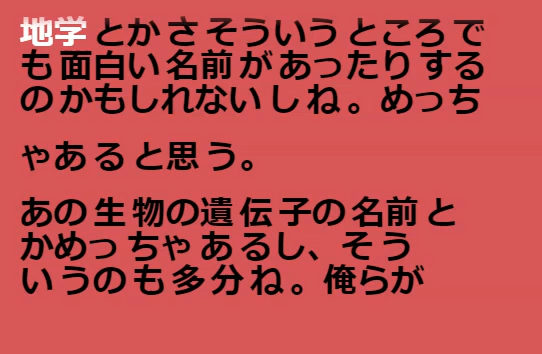 地学とかさそういうところで
も面白い名前があったりする
のかもしれないしね。めっち
ゃあると思う。
あの生物の遺伝子の名前と
かめっちゃあるし、そう
いうのも多分ね。俺らが